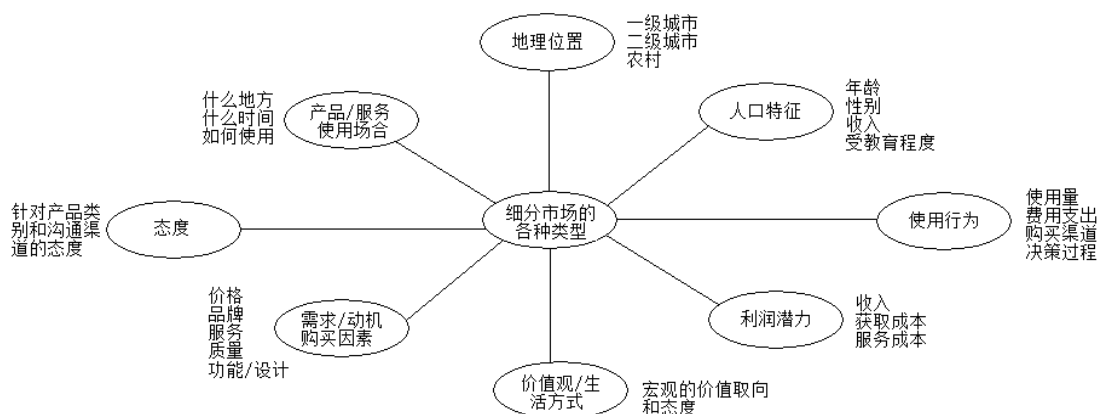 地理位置
一级城市
二级城市
农村
人口特征
年龄
性别
收入
受教育程度
什么地方
什么时间
如何使用
产品/服务
使用场合
细分市场的
各种类型
使用行为
使用量
费用支出
购买渠道
决策过程
针对产品类
别和沟通渠
道的态度
态度
价格
品牌
服务
质量
功能/设计
需求/动机
购买因素
利润潜力
收入
获取成本
服务成本
价值观/生
活方式
宏观的价值取向
和态度